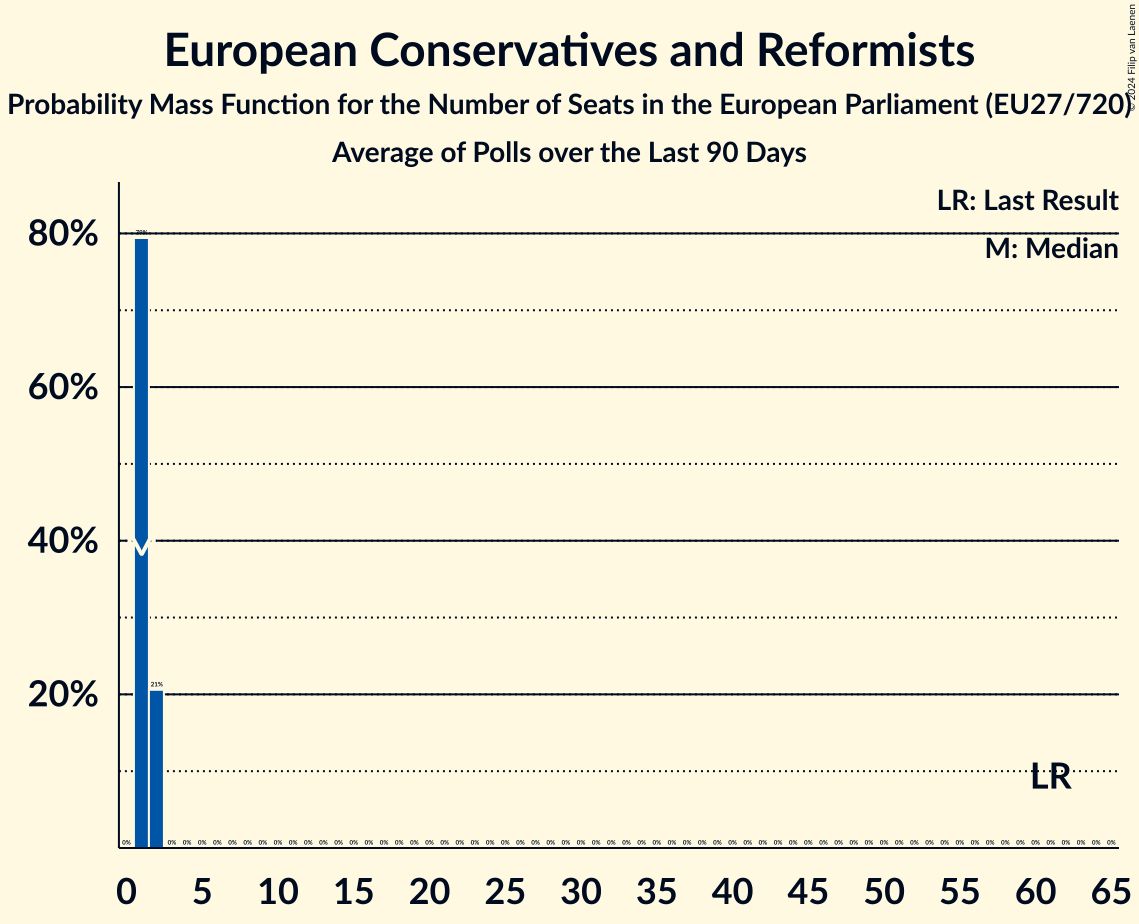 European Conservatives and Reformists
Probability Mass Function for the Number of Seats in the European Parliament (EU27/720)
Average of Polls over the Last 90 Days
© 2024 Filip van Laenen
LR: Last Result
M: Median
80%
60%
40%
20%
79%
21%
LR
0% 0% 0% 0% 0% 0% 0% 0% 0% 0% 0% 0% 0% 0% 0% 0% 0% 0% 0% 0% 0% 0% 0% 0% 0% 0% 0% 0% 0% 0% 0% 0% 0% 0% 0% 0% 0% 0% 0% 0% 0% 0% 0% 0% 0% 0% 0% 0% 0% 0% 0% 0% 0% 0% 0% 0% 0% 0% 0% 0% 0% 0% 0% 0%
0 5 10 15 20 25 30 35 40 45 50 55 60 65